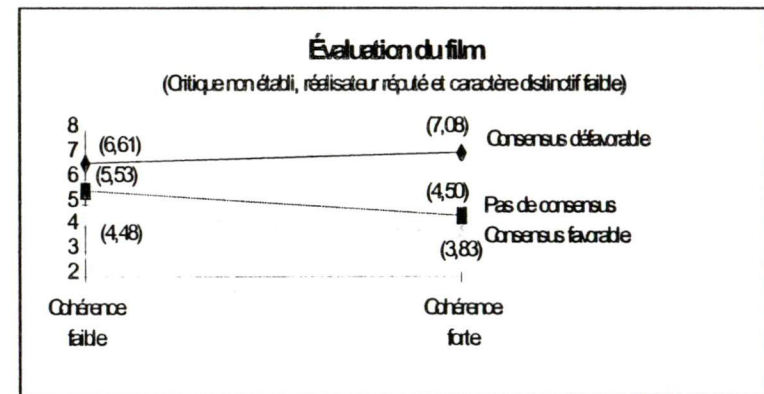 Évaluation du film
(Critique non établi, réalisateur réputé et caractère distinctif faible)
8
7
6
5
4
3
2
(6,61)
(5,53)
(4,48)
(7,08)
(4,50)
(3,83)
Consensus défavorable
Pas de consensus
Consensus favorable
Cohérence
faible
Cohérence
forte